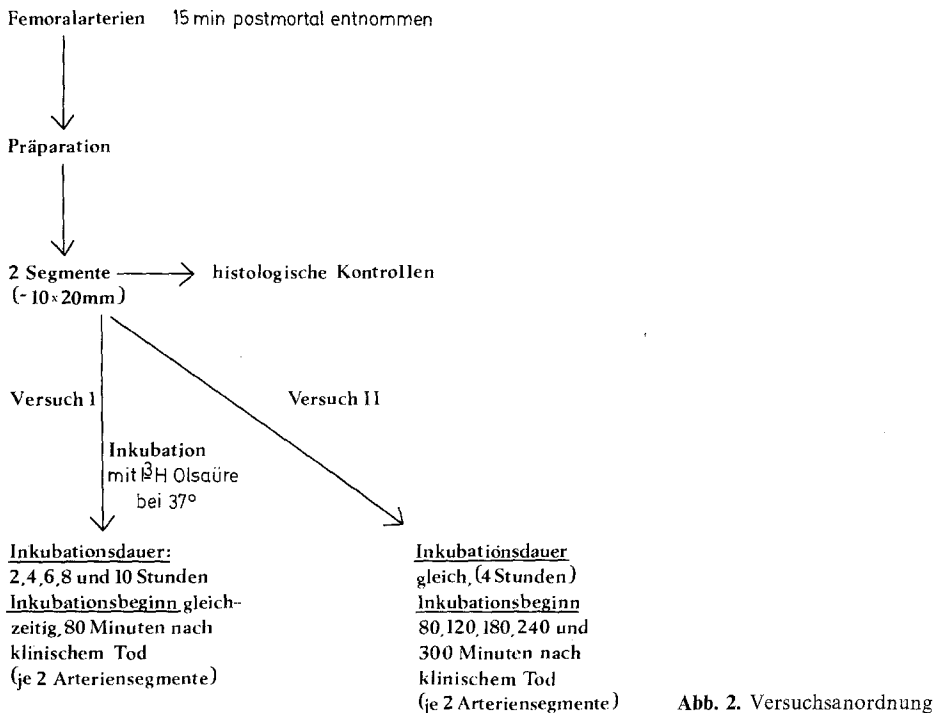 Femoralarterien 15 min postmortal entnommen
Präparation
2 Segmente histologische Kontrollen
(~10×20mm)
Versuch I Versuch II
Inkubation
mit ³H Olsaüre
bei 37°
Inkubationsdauer:
2,4,6,8 und 10 Stunden
Inkubationsbeginn gleich-
zeitig, 80 Minuten nach
klinischem Tod
(je 2 Arteriensegmente)
Inkubationsdauer
gleich, (4 Stunden)
Inkubationsbeginn
80,120,180,240 und
300 Minuten nach
klinischem Tod
(je 2 Arteriensegmente)
Abb. 2. Versuchsanordnung